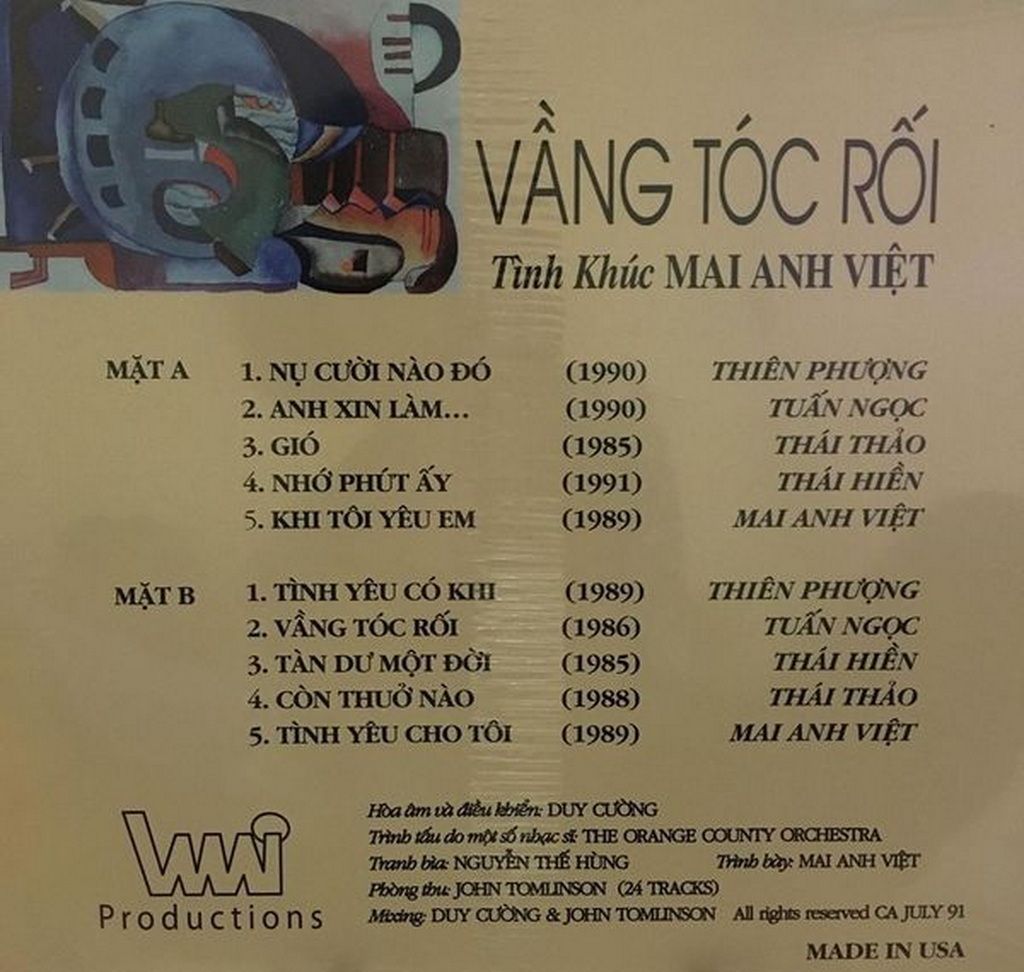 VẦNG TÓC RỐI
Tình Khúc MAI ANH VIỆT
MẶT A 1. NỤ CƯỜI NÀO ĐÓ (1990) THIÊN PHƯỢNG
2. ANH XIN LÀM... (1990) TUẤN NGỌC
3. GIÓ (1985) THÁI THẢO
4. NHỚ PHÚT ẤY (1991) THÁI HIỀN
5. KHI TÔI YÊU EM (1989) MAI ANH VIỆT
MẶT B 1. TÌNH YÊU CÓ KHI (1989) THIÊN PHƯỢNG
2. VẦNG TÓC RỐI (1986) TUẤN NGỌC
3. TÀN DƯ MỘT ĐỜI (1985) THÁI HIỀN
4. CÒN THUỞ NÀO (1988) THÁI THẢO
5. TÌNH YÊU CHO TÔI (1989) MAI ANH VIỆT
Hòa âm và điều khiển: DUY CƯỜNG
Trình tấu do một số nhạc sĩ: THE ORANGE COUNTY ORCHESTRA
Tranh bìa: NGUYỄN THẾ HÙNG Trình bày: MAI ANH VIỆT
Phòng thu: JOHN TOMLINSON (24 TRACKS)
Mixing: DUY CƯỜNG & JOHN TOMLINSON All rights reserved CA JULY 91
Productions
MADE IN USA